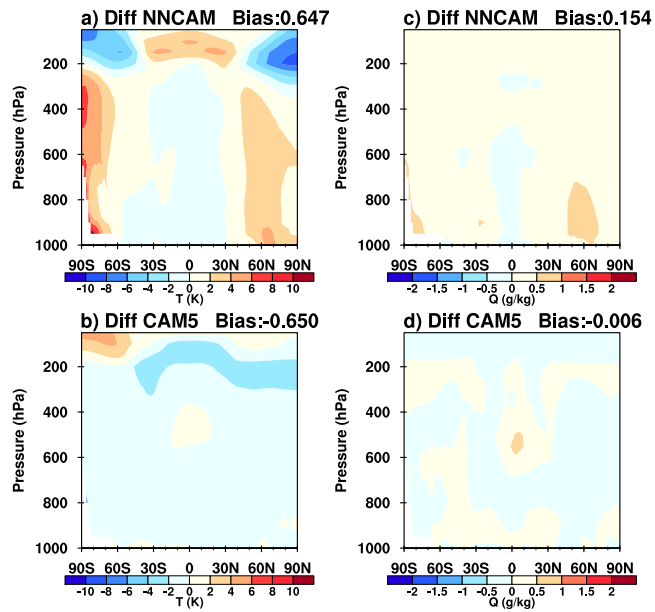 a) Diff NNCAM Bias:0.647
Pressure (hPa)
200
400
600
800
1000
90S 60S 30S 0 30N 60N 90N
-10 -8 -6 -4 -2 0 2 4 6 8 10
T (K)
c) Diff NNCAM Bias:0.154
Pressure (hPa)
200
400
600
800
1000
90S 60S 30S 0 30N 60N 90N
-2 -1.5 -1 -0.5 0 0.5 1 1.5 2
Q (g/kg)
b) Diff CAM5 Bias:-0.650
Pressure (hPa)
200
400
600
800
1000
90S 60S 30S 0 30N 60N 90N
-10 -8 -6 -4 -2 0 2 4 6 8 10
T (K)
d) Diff CAM5 Bias:-0.006
Pressure (hPa)
200
400
600
800
1000
90S 60S 30S 0 30N 60N 90N
-2 -1.5 -1 -0.5 0 0.5 1 1.5 2
Q (g/kg)